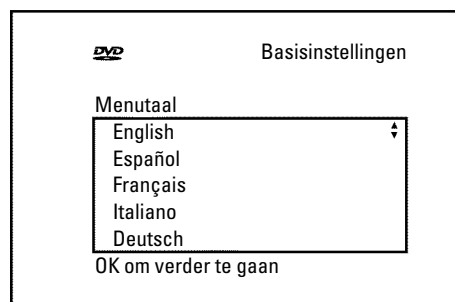 DVD
Basisinstellingen
Menutaal
English
Español
Français
Italiano
Deutsch
OK om verder te gaan